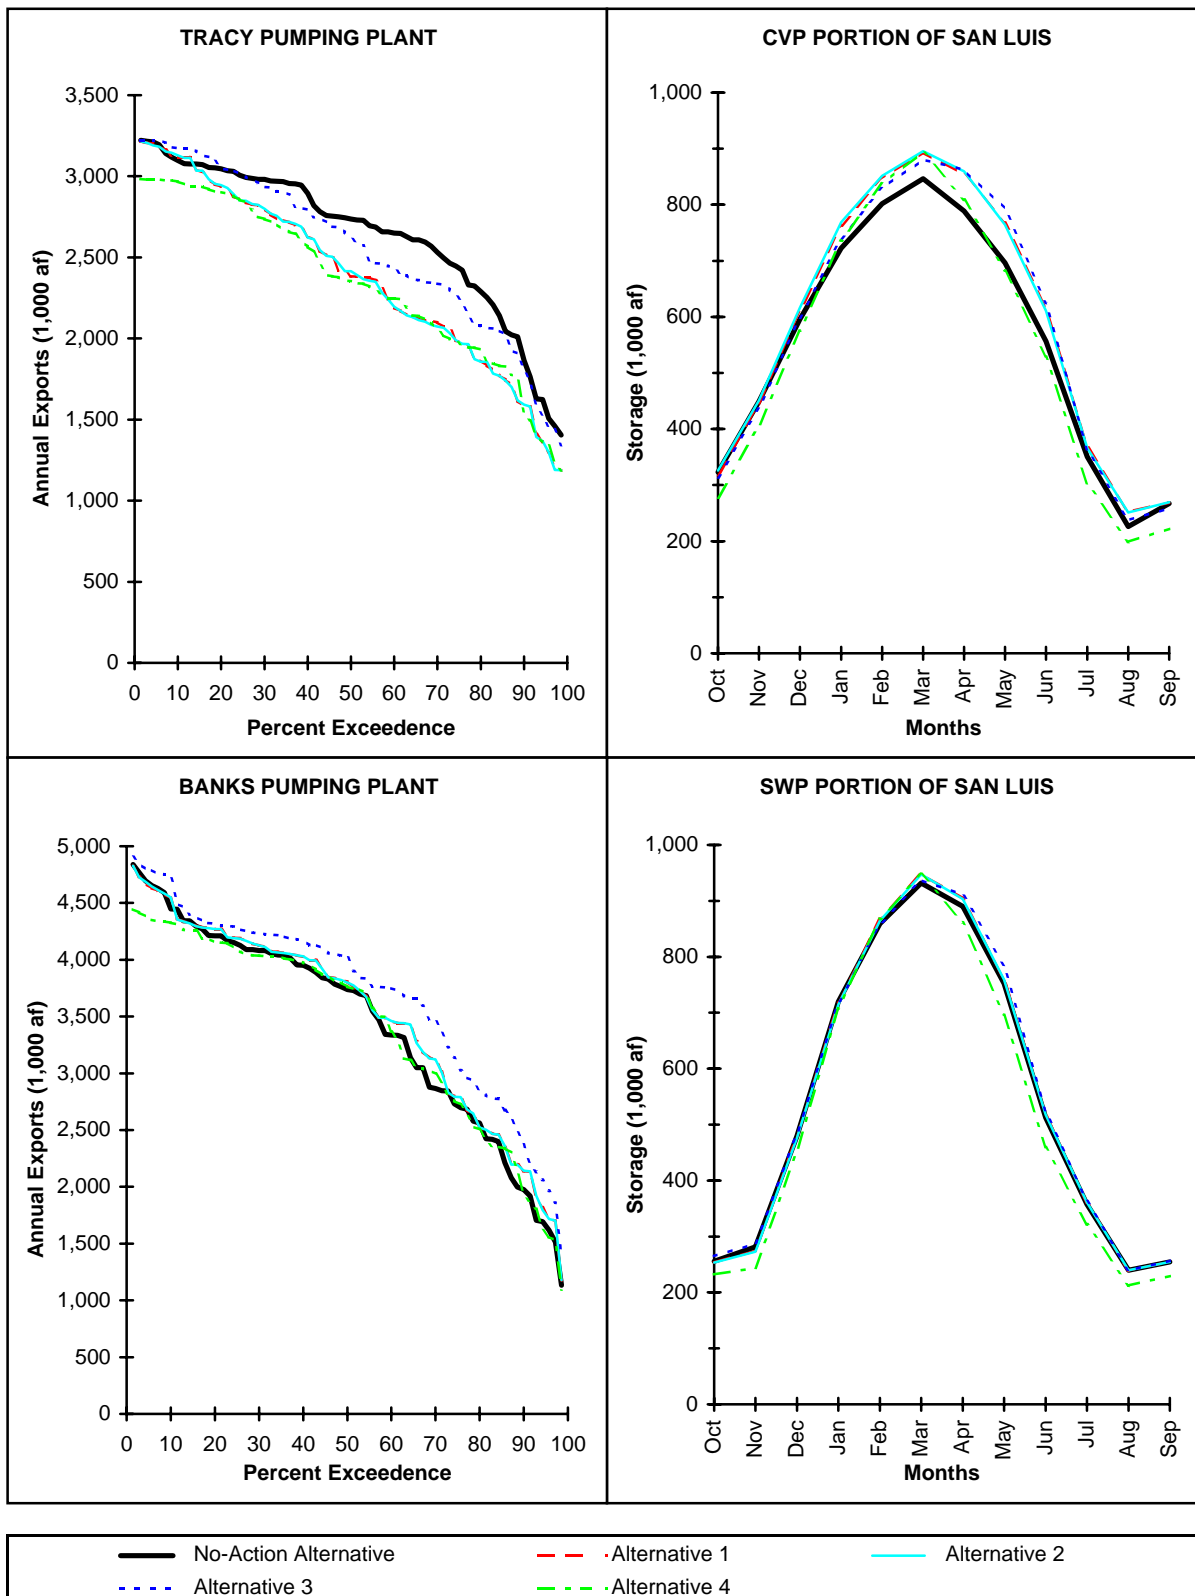 TRACY PUMPING PLANT
3,500
3,000
2,500
2,000
1,500
1,000
500
0
Annual Exports (1,000 af)
0 10 20 30 40 50 60 70 80 90 100
Percent Exceedence
CVP PORTION OF SAN LUIS
1,000
800
600
400
200
0
Storage (1,000 af)
Oct Nov Dec Jan Feb Mar Apr May Jun Jul Aug Sep
Months
BANKS PUMPING PLANT
5,000
4,500
4,000
3,500
3,000
2,500
2,000
1,500
1,000
500
0
Annual Exports (1,000 af)
0 10 20 30 40 50 60 70 80 90 100
Percent Exceedence
SWP PORTION OF SAN LUIS
1,000
800
600
400
200
0
Storage (1,000 af)
Oct Nov Dec Jan Feb Mar Apr May Jun Jul Aug Sep
Months
No-Action Alternative Alternative 1 Alternative 2
Alternative 3 Alternative 4